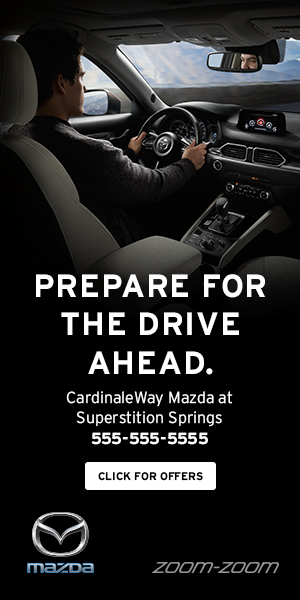 PREPARE FOR
THE DRIVE
AHEAD.
CardinaleWay Mazda at
Superstition Springs
555-555-5555
CLICK FOR OFFERS
mazda
zoom-zoom